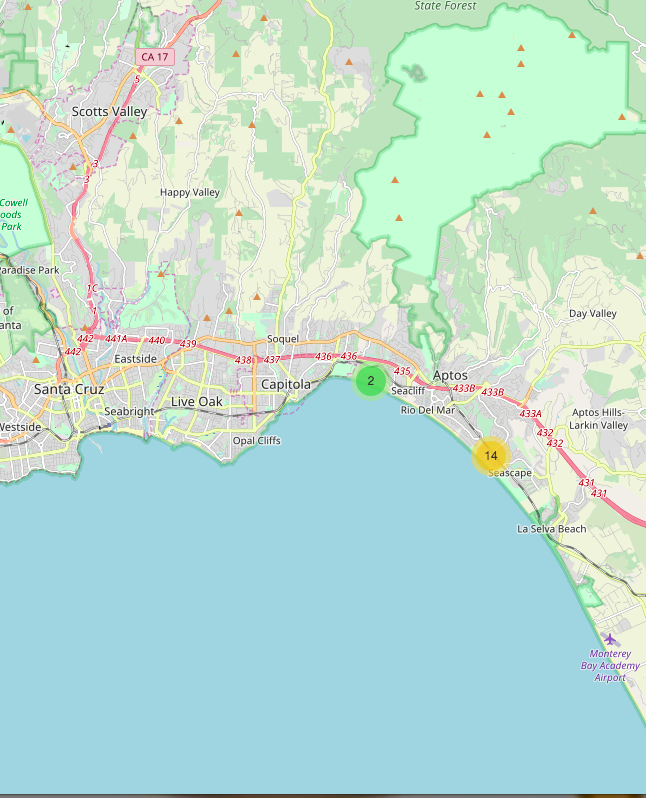 State Forest
CA 17
5
Scotts Valley
3
3
Happy Valley
Cowell
oods
Park
Paradise Park
of
anta
1C
1
Day Valley
442
441A
440
439
Soquel
442
Eastside
438
437
436
436
435
Aptos
2
Santa Cruz
Capitola
Seacliff
433B
433B
Live Oak
Seabright
Rio Del Mar
433A
Aptos Hills-
Larkin Valley
Westside
Opal Cliffs
432
432
14
Seascape
431
431
La Selva Beach
Monterey
Bay Academy
Airport